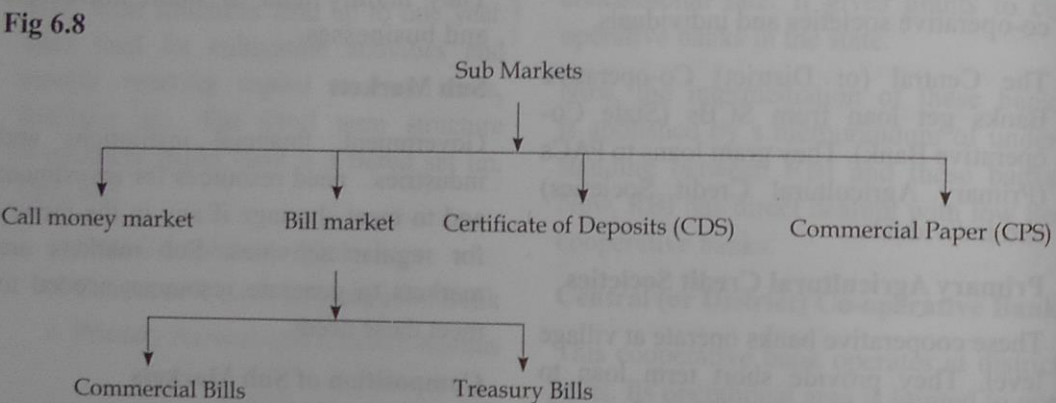 Fig 6.8
Sub Markets
Call money market
Bill market
Certificate of Deposits (CDS)
Commercial Paper (CPS)
Commercial Bills
Treasury Bills